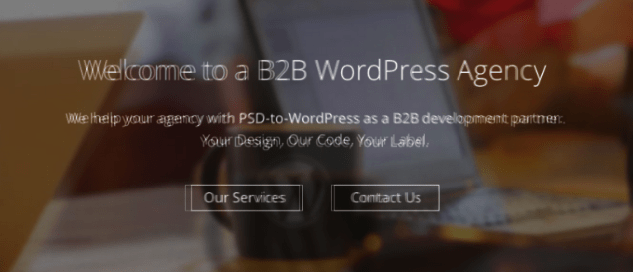 Welcome to a B2B WordPress Agency
We help your agency with PSD-to-WordPress as a B2B development partner.
Your Design, Our Code, Your Label.
Our Services
Contact Us